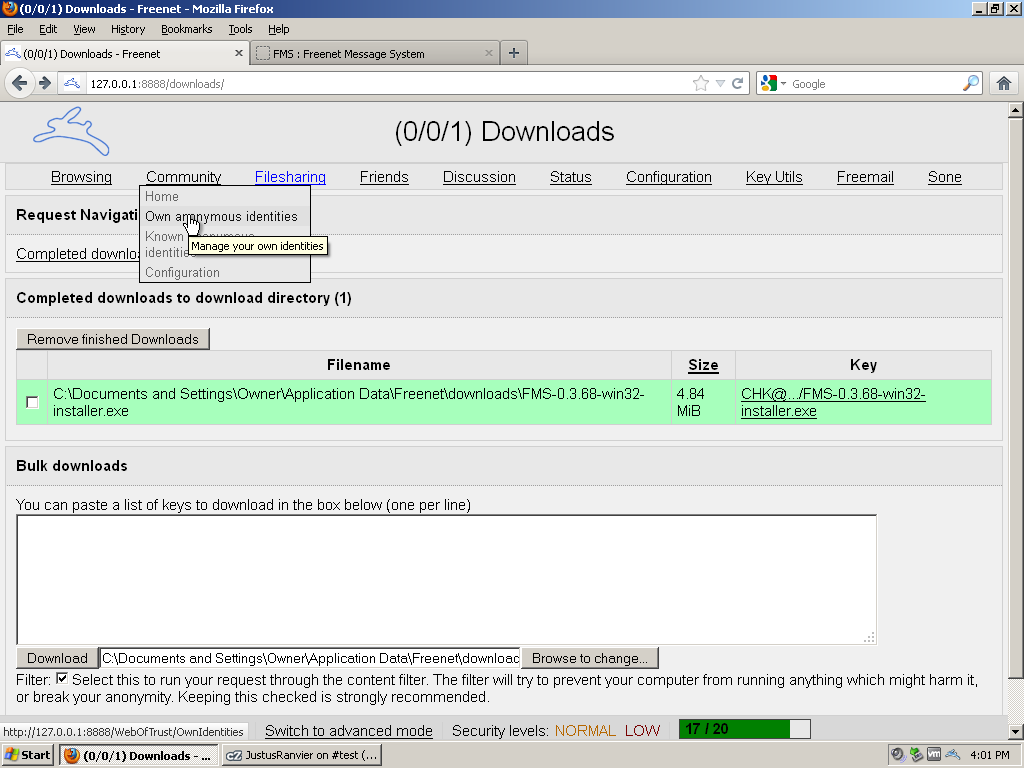 (0/0/1) Downloads - Freenet - Mozilla Firefox
File Edit View History Bookmarks Tools Help
(0/0/1) Downloads - Freenet
FMS : Freenet Message System
127.0.0.1:8888/downloads/
Google
(0/0/1) Downloads
Browsing Community Filesharing Friends Discussion Status Configuration Key Utils Freemail Sone
Home
Own anonymous identities
Known anonymous
identities
Configuration
Manage your own identities
Request Navigati
Completed downlo
Completed downloads to download directory (1)
Remove finished Downloads
Filename Size Key
C:\Documents and Settings\Owner\Application Data\Freenet\downloads\FMS-0.3.68-win32-
installer.exe
4.84
MiB
CHK@.../FMS-0.3.68-win32-
installer.exe
Bulk downloads
You can paste a list of keys to download in the box below (one per line)
Download C:\Documents and Settings\Owner\Application Data\Freenet\downloac Browse to change...
Filter: Select this to run your request through the content filter. The filter will try to prevent your computer from running anything which might harm it,
or break your anonymity. Keeping this checked is strongly recommended.
http://127.0.0.1:8888/WebOfTrust/OwnIdentities
Switch to advanced mode Security levels: NORMAL LOW 17 / 20
Start (0/0/1) Downloads - ... JustusRanvier on #test (... 4:01 PM